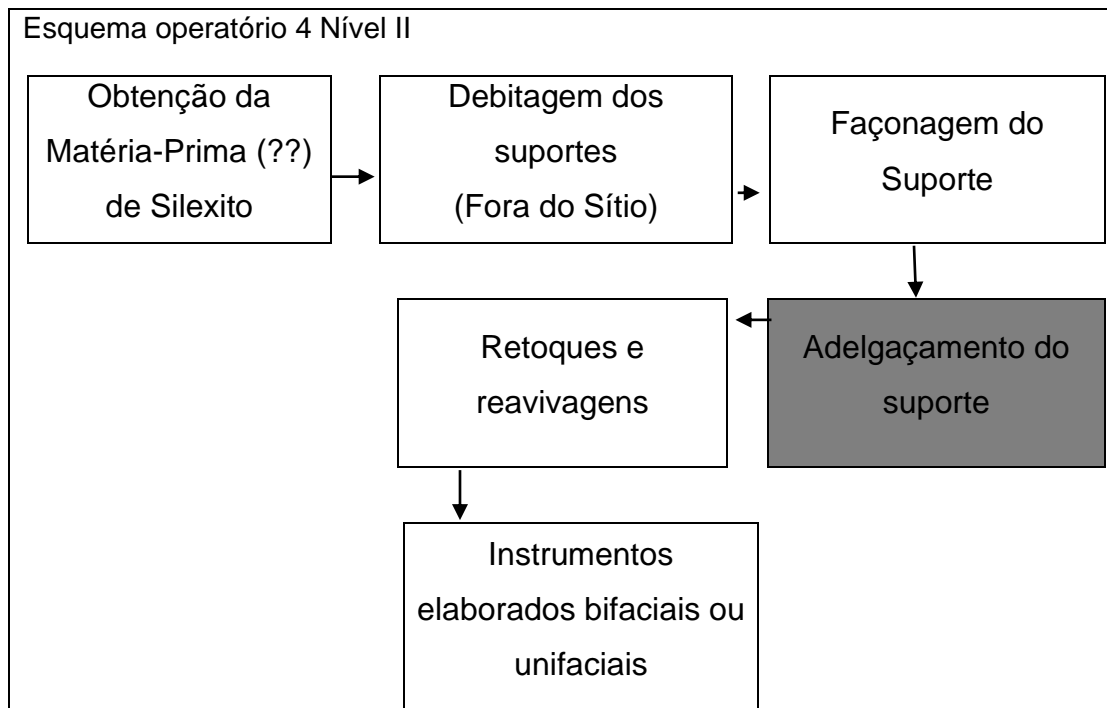 Esquema operatório 4 Nível II
Obtenção da
Matéria-Prima (??)
de Silexito
Debitagem dos
suportes
(Fora do Sítio)
Façonagem do
Suporte
Adelgaçamento do
suporte
Retoques e
reavivagens
Instrumentos
elaborados bifaciais ou
unifaciais